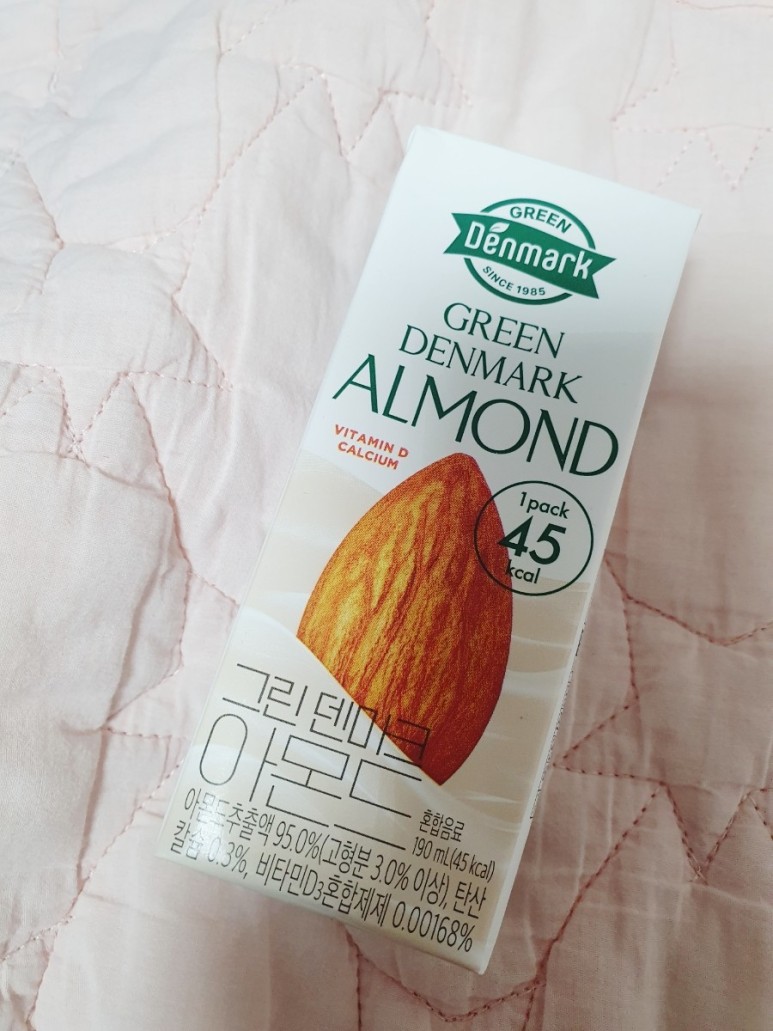 GREEN
Denmark
SINCE 1985
GREEN
DENMARK
ALMOND
VITAMIN D
CALCIUM
1 pack
45
kcal
그린 덴마크
아몬드
혼합음료
190 mL(45 kcal)
아몬드추출액 95.0%(고형분 3.0% 이상), 탄산
칼슘 0.3%, 비타민D₃혼합제제 0.00168%